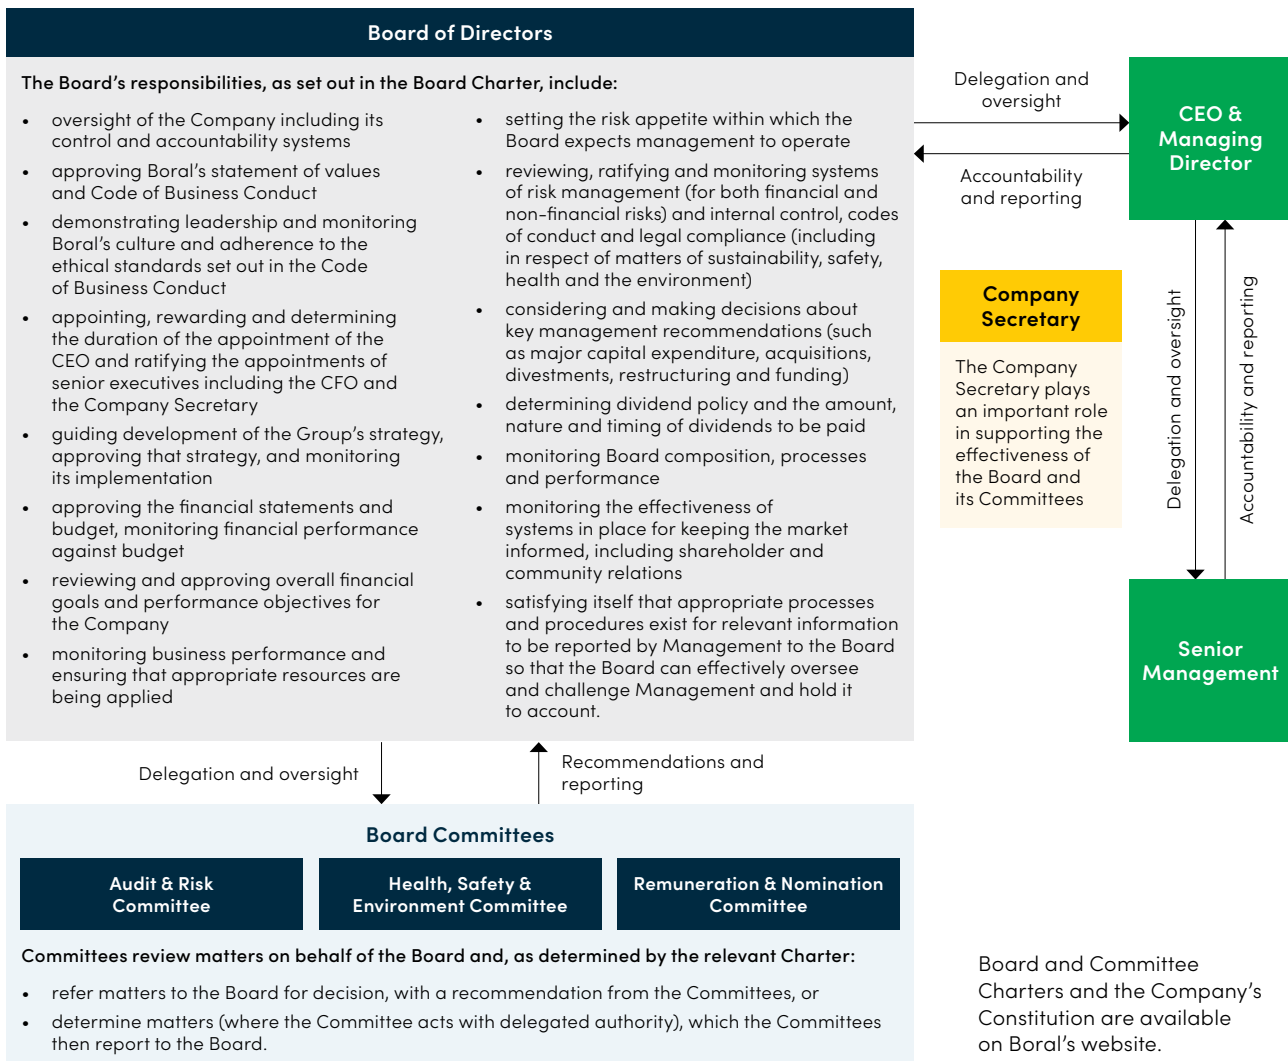 Board of Directors
The Board’s responsibilities, as set out in the Board Charter, include:
• oversight of the Company including its
control and accountability systems
• approving Boral’s statement of values
and Code of Business Conduct
• demonstrating leadership and monitoring
Boral’s culture and adherence to the
ethical standards set out in the Code
of Business Conduct
• appointing, rewarding and determining
the duration of the appointment of the
CEO and ratifying the appointments of
senior executives including the CFO and
the Company Secretary
• guiding development of the Group’s strategy,
approving that strategy, and monitoring
its implementation
• approving the financial statements and
budget, monitoring financial performance
against budget
• reviewing and approving overall financial
goals and performance objectives for
the Company
• monitoring business performance and
ensuring that appropriate resources are
being applied
• setting the risk appetite within which the
Board expects management to operate
• reviewing, ratifying and monitoring systems
of risk management (for both financial and
non-financial risks) and internal control, codes
of conduct and legal compliance (including
in respect of matters of sustainability, safety,
health and the environment)
• considering and making decisions about
key management recommendations (such
as major capital expenditure, acquisitions,
divestments, restructuring and funding)
• determining dividend policy and the amount,
nature and timing of dividends to be paid
• monitoring Board composition, processes
and performance
• monitoring the effectiveness of
systems in place for keeping the market
informed, including shareholder and
community relations
• satisfying itself that appropriate processes
and procedures exist for relevant information
to be reported by Management to the Board
so that the Board can effectively oversee
and challenge Management and hold it
to account.
Delegation and
oversight
Accountability
and reporting
CEO &
Managing
Director
Company
Secretary
The Company
Secretary plays
an important role
in supporting the
effectiveness of
the Board and
its Committees
Delegation and oversight
Accountability and reporting
Senior
Management
Delegation and oversight
Recommendations and
reporting
Board Committees
Audit & Risk
Committee
Health, Safety &
Environment Committee
Remuneration & Nomination
Committee
Committees review matters on behalf of the Board and, as determined by the relevant Charter:
• refer matters to the Board for decision, with a recommendation from the Committees, or
• determine matters (where the Committee acts with delegated authority), which the Committees
then report to the Board.
Board and Committee
Charters and the Company’s
Constitution are available
on Boral’s website.